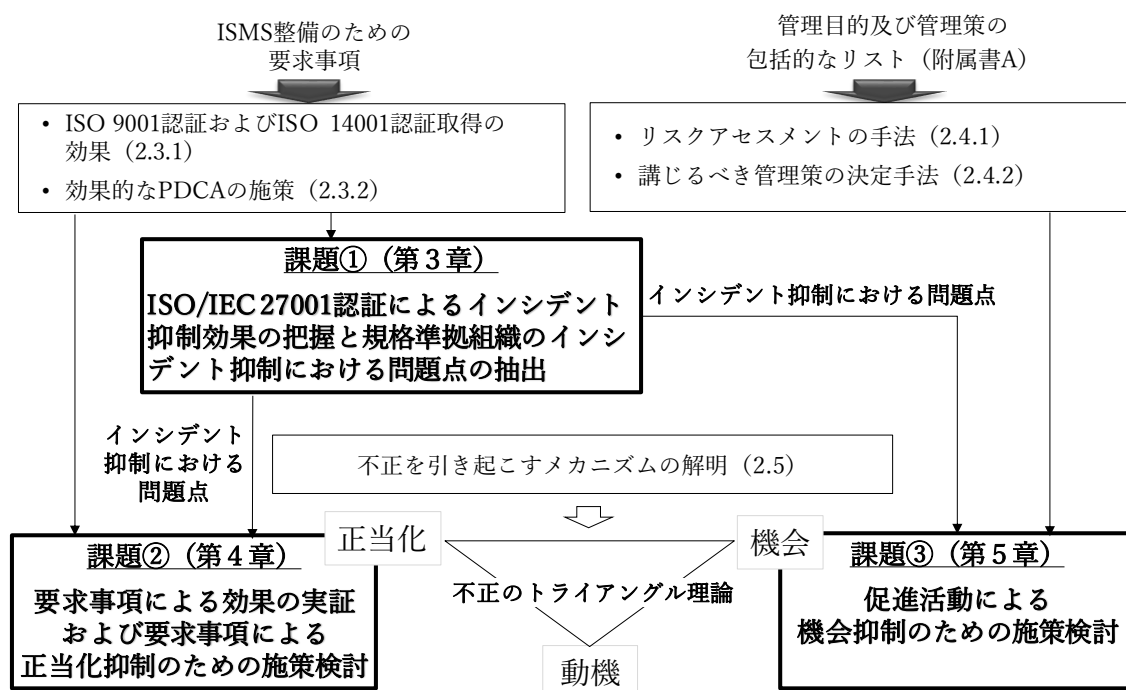 ISMS整備のための
要求事項
管理目的及び管理策の
包括的なリスト（附属書A）
• ISO 9001認証およびISO 14001認証取得の
効果（2.3.1）
• 効果的なPDCAの施策（2.3.2）
• リスクアセスメントの手法（2.4.1）
• 講じるべき管理策の決定手法（2.4.2）
課題①（第３章）
ISO/IEC 27001認証によるインシデント
抑制効果の把握と規格準拠組織のインシ
デント抑制における問題点の抽出
インシデント抑制における問題点
インシデント
抑制における
問題点
不正を引き起こすメカニズムの解明（2.5）
正当化
機会
不正のトライアングル理論
動機
課題②（第４章）
要求事項による効果の実証
および要求事項による
正当化抑制のための施策検討
課題③（第５章）
促進活動による
機会抑制のための施策検討